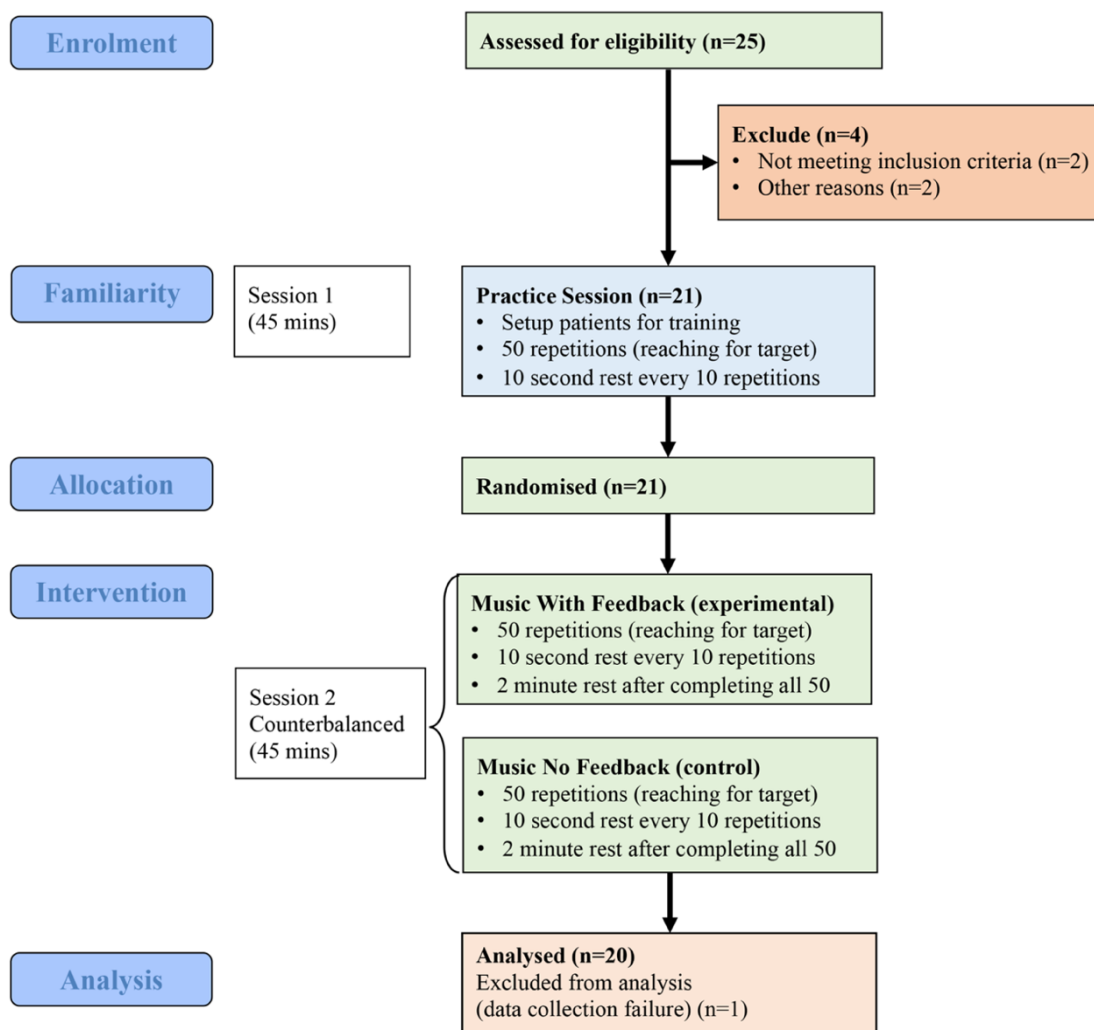 Enrolment
Assessed for eligibility (n=25)
Exclude (n=4)
• Not meeting inclusion criteria (n=2)
• Other reasons (n=2)
Familiarity
Session 1
(45 mins)
Practice Session (n=21)
• Setup patients for training
• 50 repetitions (reaching for target)
• 10 second rest every 10 repetitions
Allocation
Randomised (n=21)
Intervention
Session 2
Counterbalanced
(45 mins)
Music With Feedback (experimental)
• 50 repetitions (reaching for target)
• 10 second rest every 10 repetitions
• 2 minute rest after completing all 50
Music No Feedback (control)
• 50 repetitions (reaching for target)
• 10 second rest every 10 repetitions
• 2 minute rest after completing all 50
Analysis
Analysed (n=20)
Excluded from analysis
(data collection failure) (n=1)